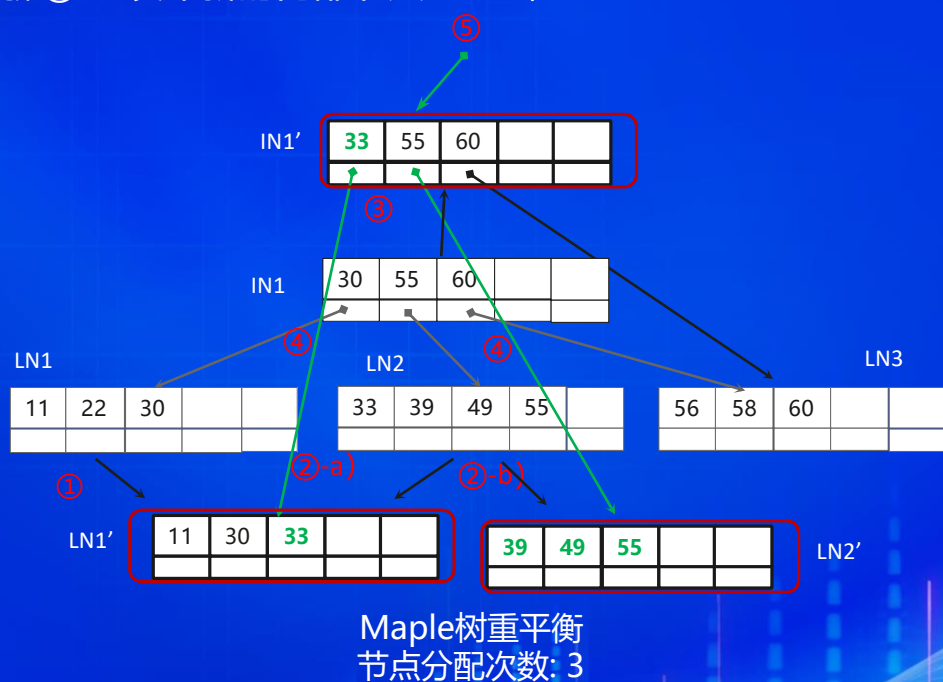 ⑤
IN1’
33 55 60
③
IN1
30 55 60
④ ④
LN1 LN2 LN3
11 22 30
33 39 49 55
56 58 60
①
②-a)
②-b)
LN1’
11 30 33
39 49 55
LN2’
Maple树重平衡
节点分配次数: 3